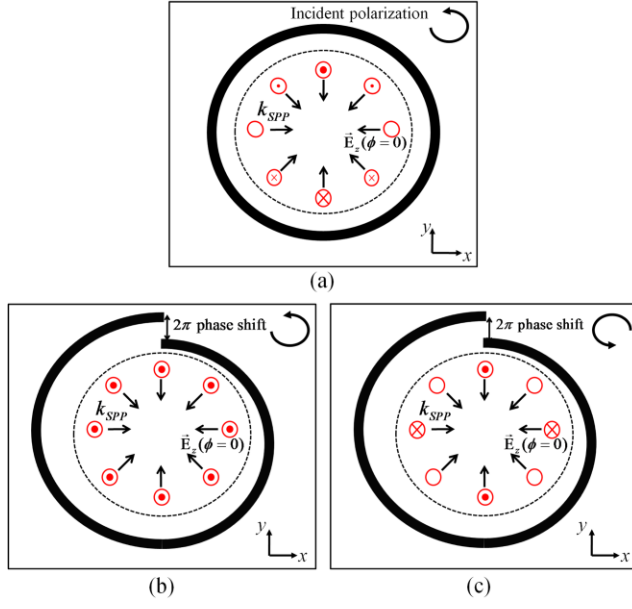 Incident polarization
k_SPP
E⃗_z(ϕ = 0)
y
x
(a)
2π phase shift
k_SPP
E⃗_z(ϕ = 0)
y
x
(b)
2π phase shift
k_SPP
E⃗_z(ϕ = 0)
y
x
(c)